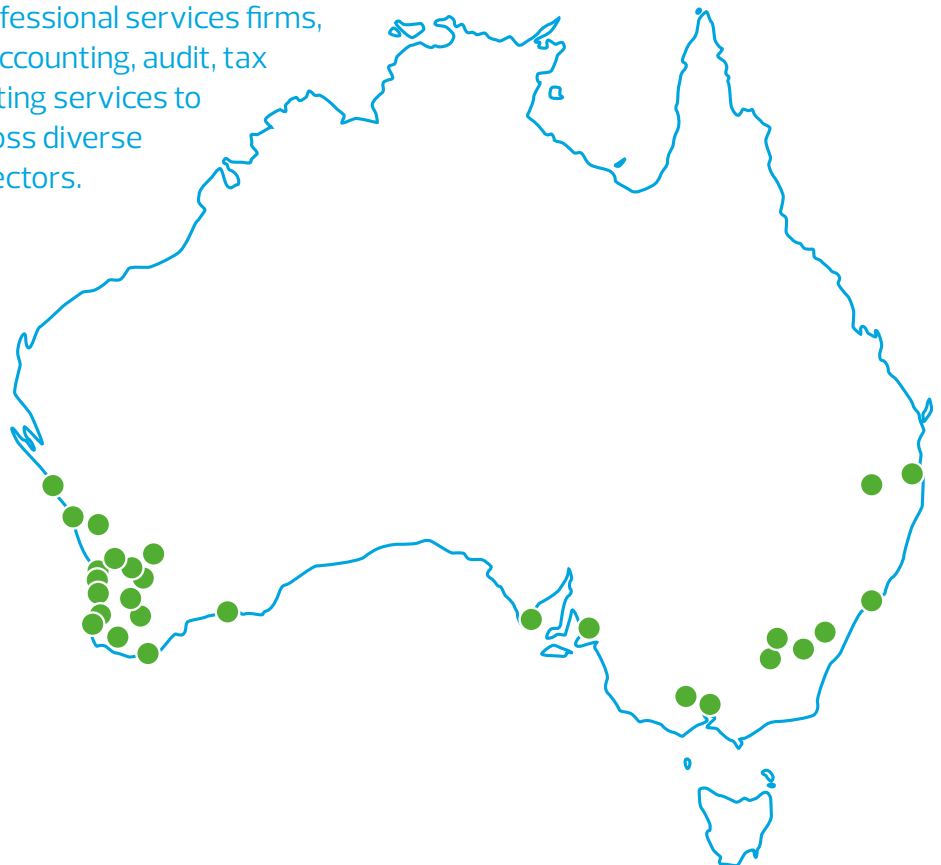 fessional services firms,
ccounting, audit, tax
ting services to
oss diverse
ectors.